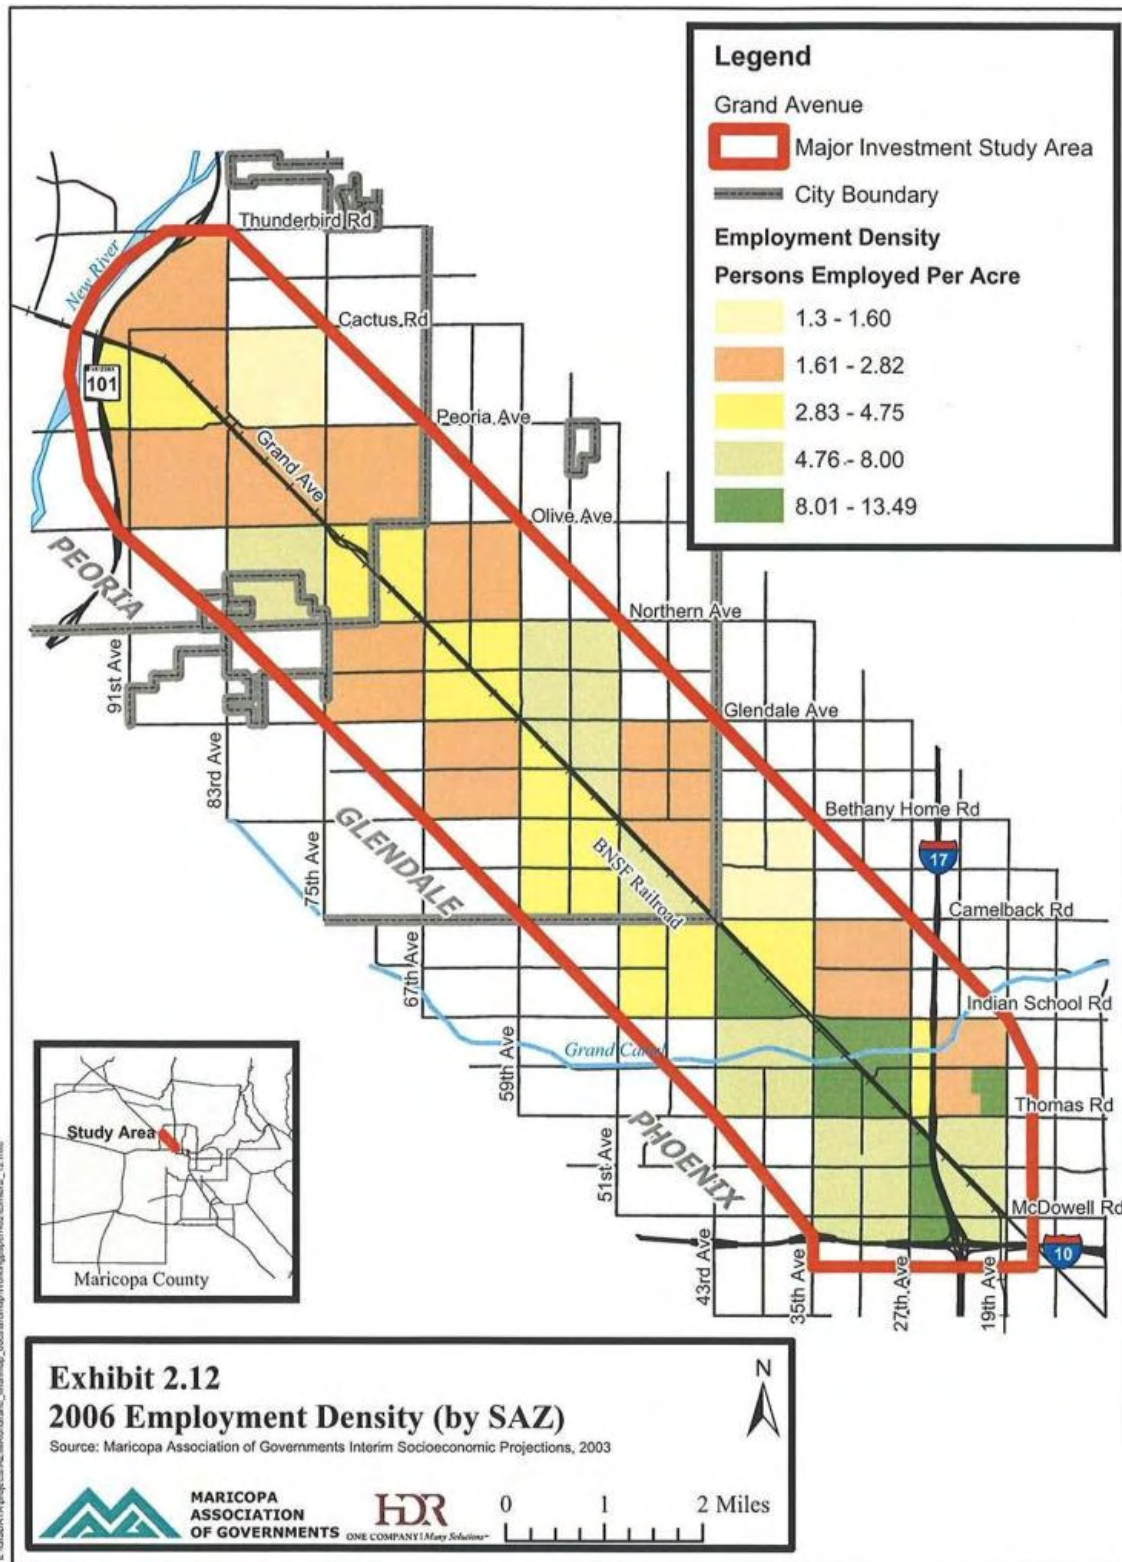 Legend
Grand Avenue
Major Investment Study Area
City Boundary
Employment Density
Persons Employed Per Acre
1.3 - 1.60
1.61 - 2.82
2.83 - 4.75
4.76 - 8.00
8.01 - 13.49
Thunderbird Rd
New River
Cactus Rd
101
Peoria Ave
Grand Ave
Olive Ave
PEORIA
Northern Ave
91st Ave
Glendale Ave
83rd Ave
Bethany Home Rd
GLENDALE
75th Ave
BNSF Railroad
17
Camelback Rd
67th Ave
Indian School Rd
Grand Canal
59th Ave
Thomas Rd
PHOENIX
51st Ave
McDowell Rd
43rd Ave
35th Ave
27th Ave
19th Ave
10
Study Area
Maricopa County
Exhibit 2.12
2006 Employment Density (by SAZ)
Source: Maricopa Association of Governments Interim Socioeconomic Projections, 2003
N
MARICOPA
ASSOCIATION
OF GOVERNMENTS
HDR
ONE COMPANY | Many Solutions
0 1 2 Miles